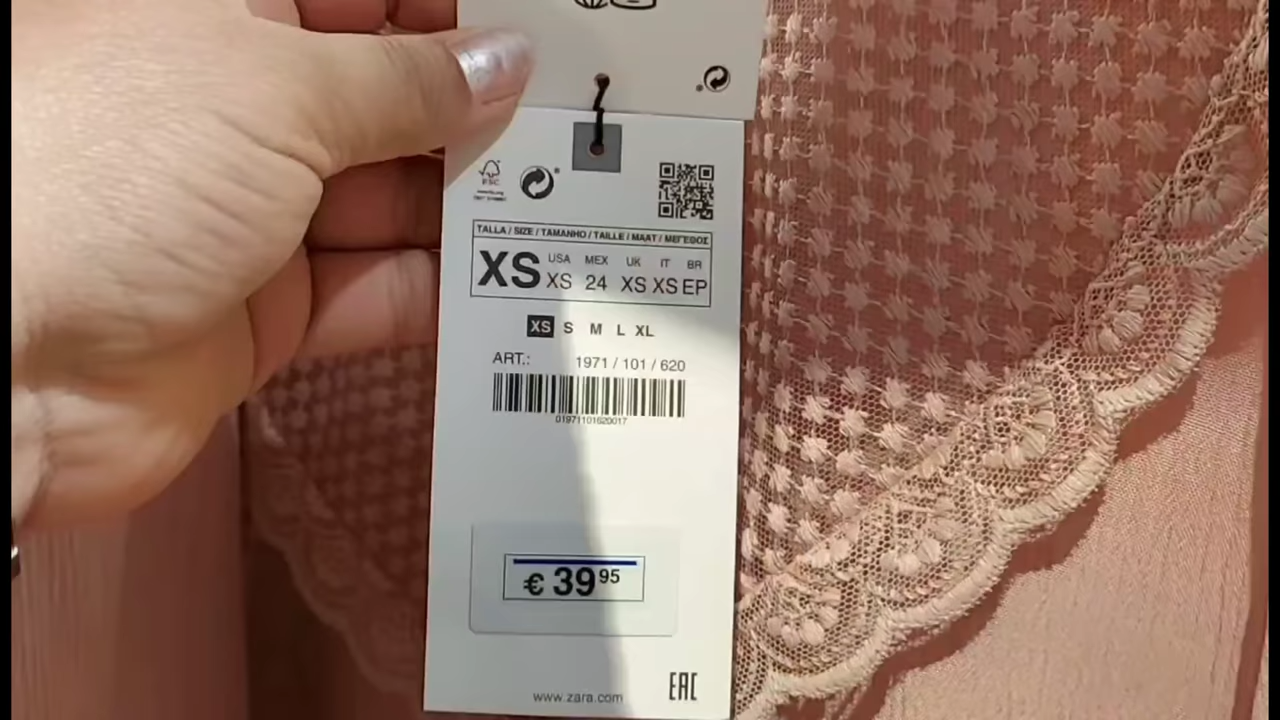 FSC
TALLA / SIZE / TAMANHO / TAILLE / MAAT / ΜΕΓΕΘΟΣ
XS
USA MEX UK IT BR
XS 24 XS XS EP
XS S M L XL
ART.: 1971 / 101 / 620
01971101620017
€ 39 95
www.zara.com
EAC